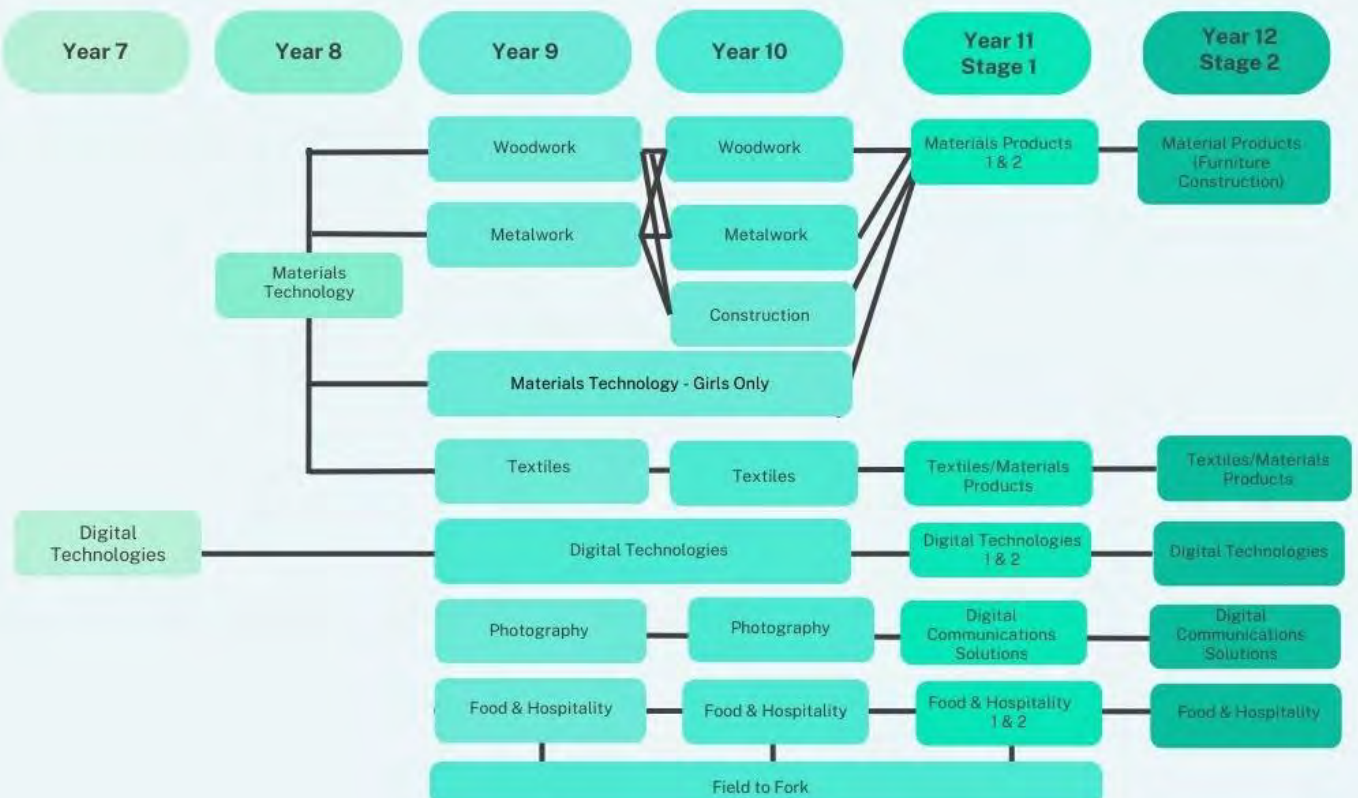 Year 7
Year 8
Year 9
Year 10
Year 11
Stage 1
Year 12
Stage 2
Woodwork
Woodwork
Materials Products
1 & 2
Material Products
(Furniture
Construction)
Metalwork
Metalwork
Materials
Technology
Construction
Materials Technology - Girls Only
Textiles
Textiles
Textiles/Materials
Products
Textiles/Materials
Products
Digital
Technologies
Digital Technologies
Digital Technologies
1 & 2
Digital Technologies
Photography
Photography
Digital
Communications
Solutions
Digital
Communications
Solutions
Food & Hospitality
Food & Hospitality
Food & Hospitality
1 & 2
Food & Hospitality
Field to Fork